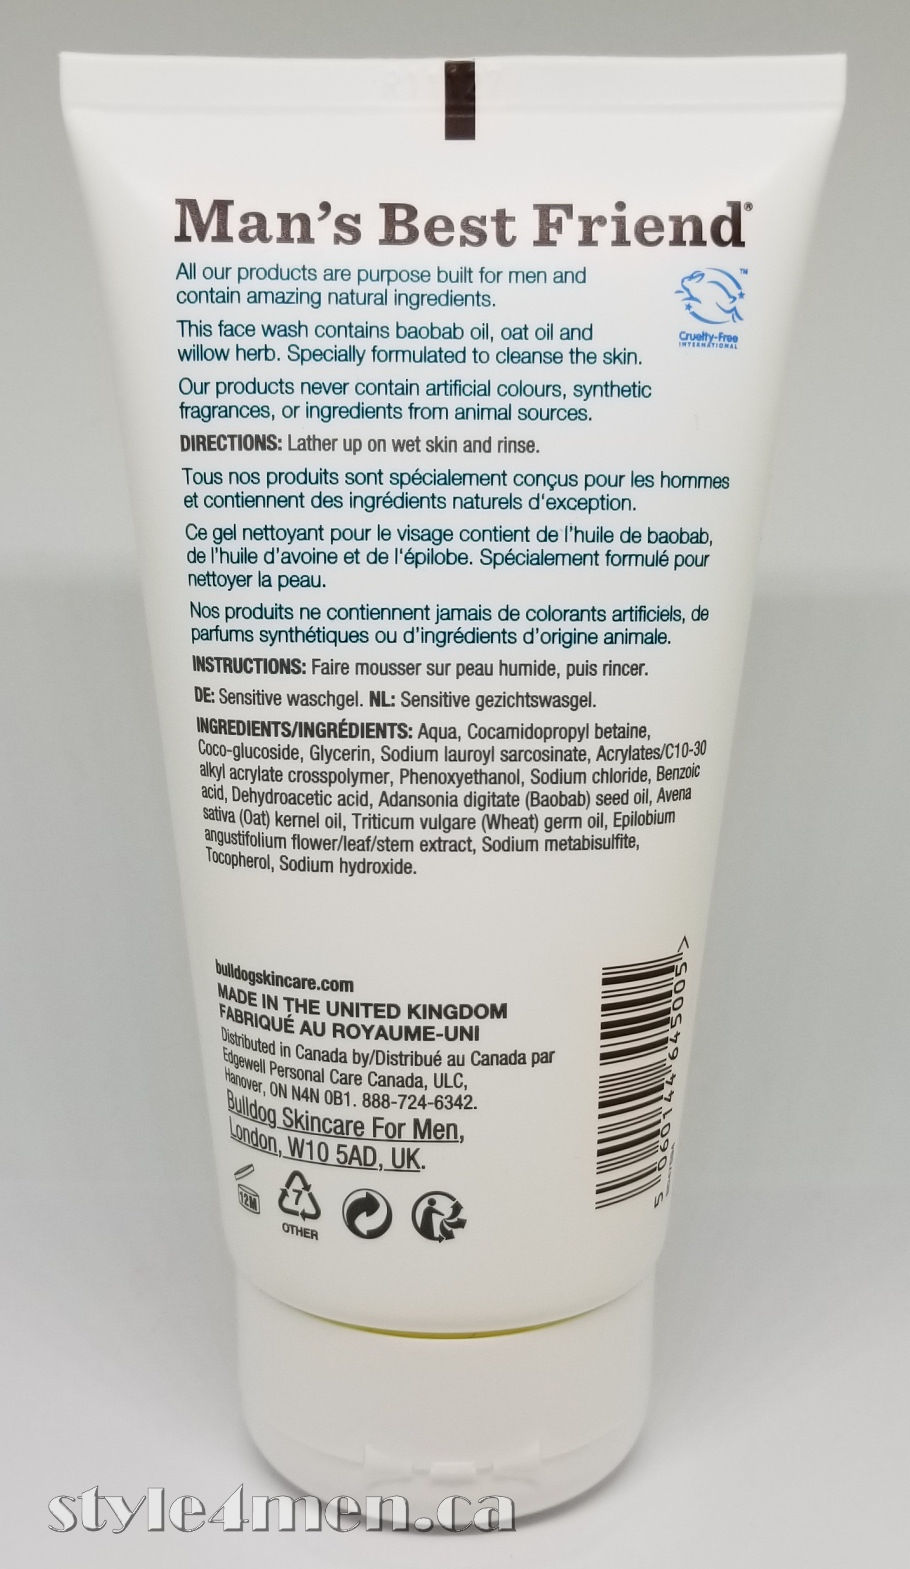 Man's Best Friend®
All our products are purpose built for men and
contain amazing natural ingredients.
TM
Cruelty-Free
INTERNATIONAL
This face wash contains baobab oil, oat oil and
willow herb. Specially formulated to cleanse the skin.
Our products never contain artificial colours, synthetic
fragrances, or ingredients from animal sources.
DIRECTIONS: Lather up on wet skin and rinse.
Tous nos produits sont spécialement conçus pour les hommes
et contiennent des ingrédients naturels d'exception.
Ce gel nettoyant pour le visage contient de l'huile de baobab,
de l'huile d'avoine et de l'épilobe. Spécialement formulé pour
nettoyer la peau.
Nos produits ne contiennent jamais de colorants artificiels, de
parfums synthétiques ou d'ingrédients d'origine animale.
INSTRUCTIONS: Faire mousser sur peau humide, puis rincer.
DE: Sensitive waschgel. NL: Sensitive gezichtswasgel.
INGREDIENTS/INGRÉDIENTS: Aqua, Cocamidopropyl betaine,
Coco-glucoside, Glycerin, Sodium lauroyl sarcosinate, Acrylates/C10-30
alkyl acrylate crosspolymer, Phenoxyethanol, Sodium chloride, Benzoic
acid, Dehydroacetic acid, Adansonia digitate (Baobab) seed oil, Avena
sativa (Oat) kernel oil, Triticum vulgare (Wheat) germ oil, Epilobium
angustifolium flower/leaf/stem extract, Sodium metabisulfite,
Tocopherol, Sodium hydroxide.
bulldogskincare.com
MADE IN THE UNITED KINGDOM
FABRIQUÉ AU ROYAUME-UNI
Distributed in Canada by/Distribué au Canada par
Edgewell Personal Care Canada, ULC,
Hanover, ON N4N 0B1. 888-724-6342.
Bulldog Skincare For Men,
London, W10 5AD, UK.
12M
7
OTHER
5 060144 645005 >
style4men.ca